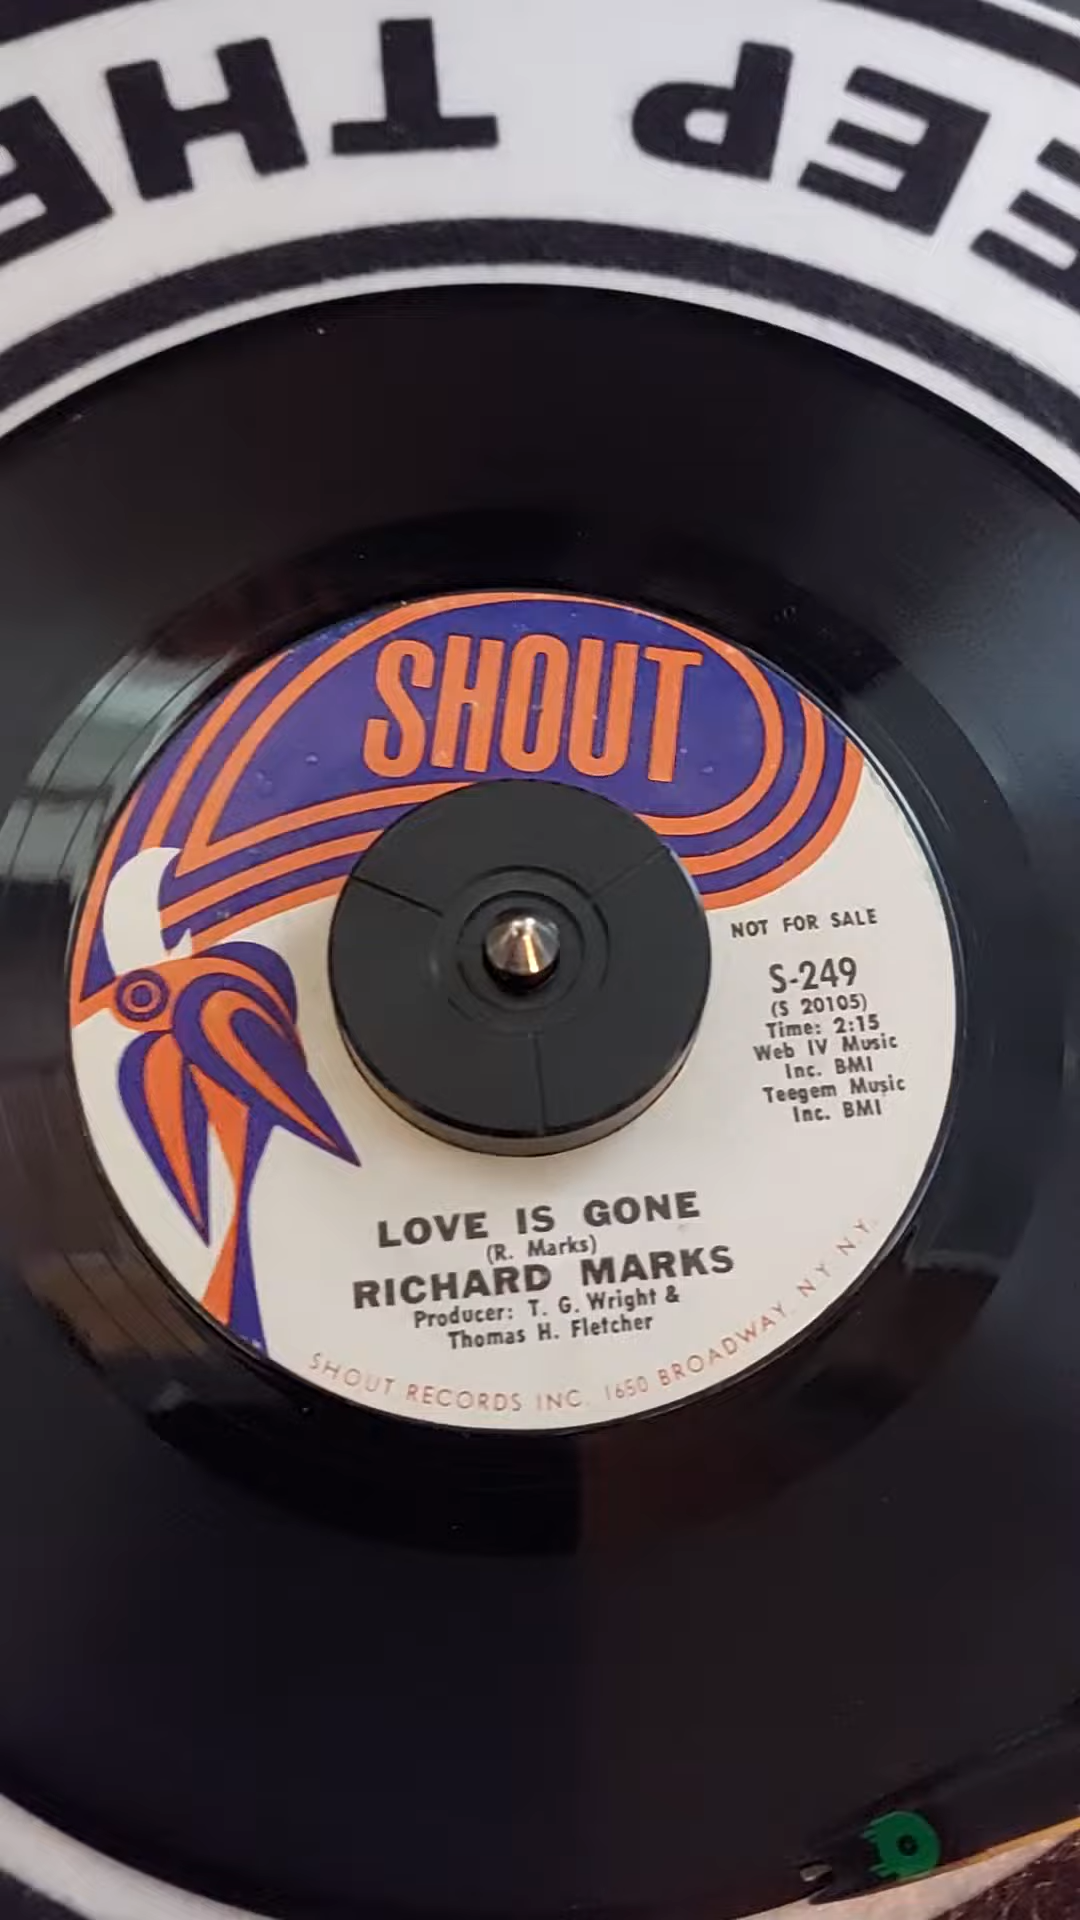 EP THE
SHOUT
NOT FOR SALE
S-249
(S 20105)
Time: 2:15
Web IV Music
Inc. BMI
Teegem Music
Inc. BMI
LOVE IS GONE
(R. Marks)
RICHARD MARKS
Producer: T. G. Wright &
Thomas H. Fletcher
SHOUT RECORDS INC. 1650 BROADWAY, N.Y. N.Y.